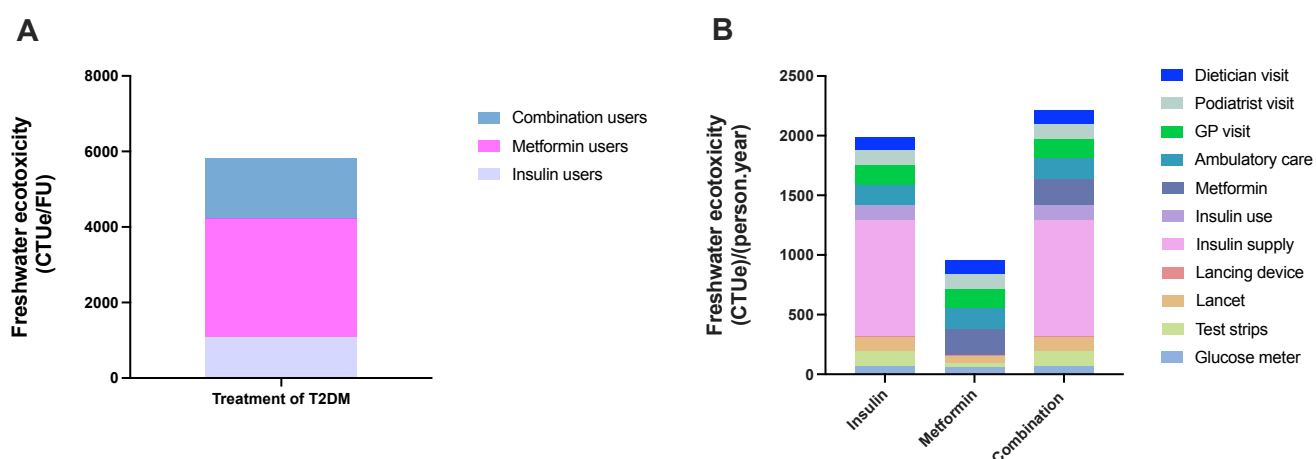 A
Freshwater ecotoxicity
(CTUe/FU)
8000
6000
4000
2000
0
Treatment of T2DM
Combination users
Metformin users
Insulin users
B
Freshwater ecotoxicity
(CTUe)/(person.year)
2500
2000
1500
1000
500
0
Insulin
Metformin
Combination
Dietician visit
Podiatrist visit
GP visit
Ambulatory care
Metformin
Insulin use
Insulin supply
Lancing device
Lancet
Test strips
Glucose meter